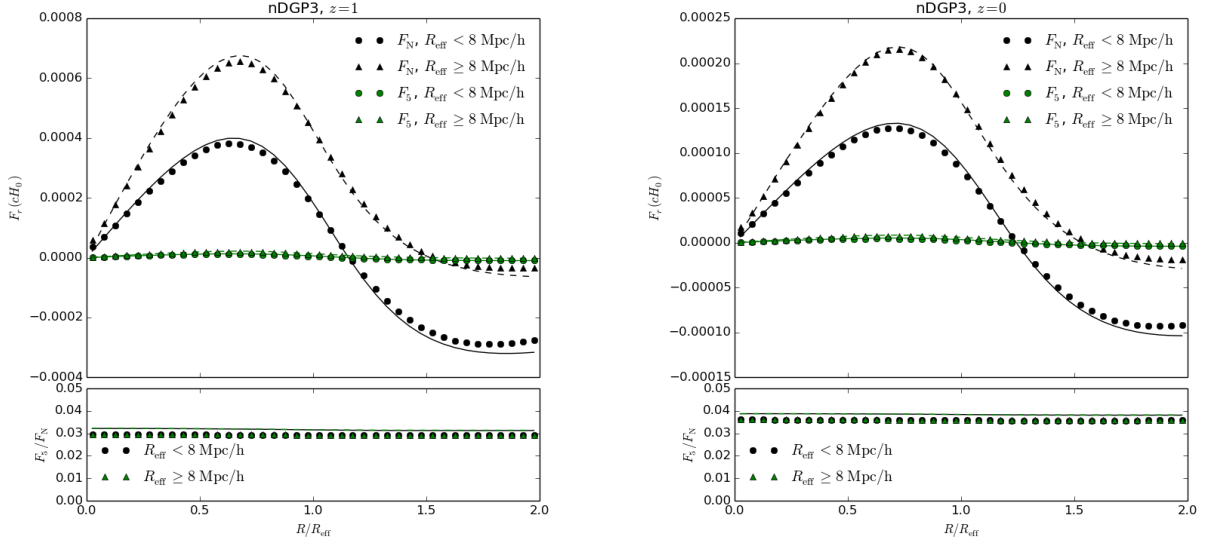 nDGP3, z=1
0.0008
0.0006
0.0004
0.0002
0.0000
−0.0002
−0.0004
F_r (cH_0)
F_N, R_eff < 8 Mpc/h
F_N, R_eff ≥ 8 Mpc/h
F_5, R_eff < 8 Mpc/h
F_5, R_eff ≥ 8 Mpc/h
0.05
0.04
0.03
0.02
0.01
0.00
F_5/F_N
R_eff < 8 Mpc/h
R_eff ≥ 8 Mpc/h
0.0 0.5 1.0 1.5 2.0
R/R_eff
nDGP3, z=0
0.00025
0.00020
0.00015
0.00010
0.00005
0.00000
−0.00005
−0.00010
−0.00015
F_r (cH_0)
F_N, R_eff < 8 Mpc/h
F_N, R_eff ≥ 8 Mpc/h
F_5, R_eff < 8 Mpc/h
F_5, R_eff ≥ 8 Mpc/h
0.05
0.04
0.03
0.02
0.01
0.00
F_5/F_N
R_eff < 8 Mpc/h
R_eff ≥ 8 Mpc/h
0.0 0.5 1.0 1.5 2.0
R/R_eff